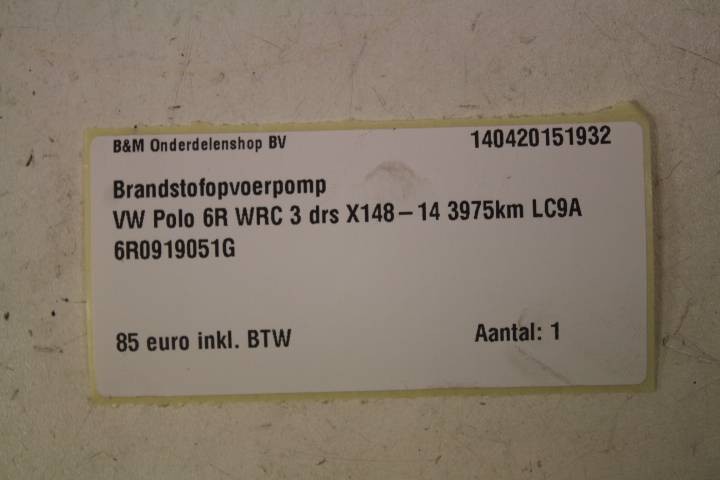 B&M Onderdelenshop BV 140420151932
Brandstofopvoerpomp
VW Polo 6R WRC 3 drs X148-14 3975km LC9A
6R0919051G
85 euro inkl. BTW Aantal: 1